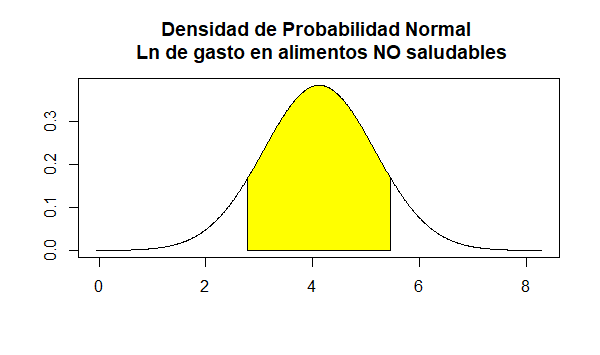 Densidad de Probabilidad Normal
Ln de gasto en alimentos NO saludables
0.3
0.2
0.1
0.0
0 2 4 6 8